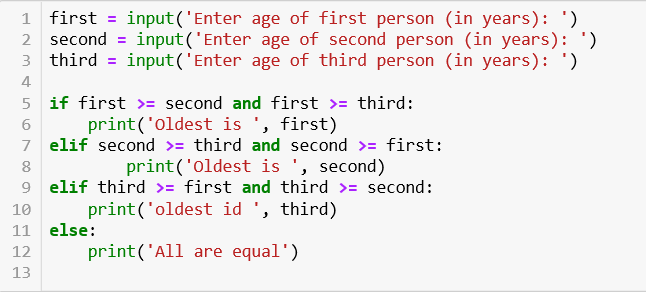 1 first = input('Enter age of first person (in years): ')
2 second = input('Enter age of second person (in years): ')
3 third = input('Enter age of third person (in years): ')
4
5 if first >= second and first >= third:
6     print('Oldest is ', first)
7 elif second >= third and second >= first:
8         print('Oldest is ', second)
9 elif third >= first and third >= second:
10     print('oldest id ', third)
11 else:
12     print('All are equal')
13